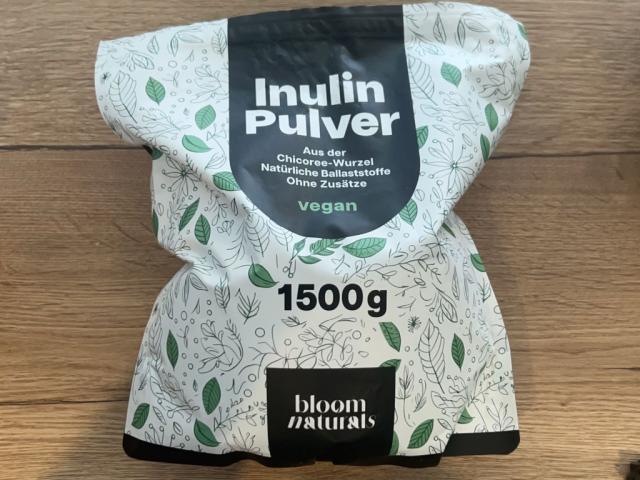 Inulin
Pulver
Aus der
Chicoree-Wurzel
Natürliche Ballaststoffe
Ohne Zusätze
vegan
1500g
bloom
naturals